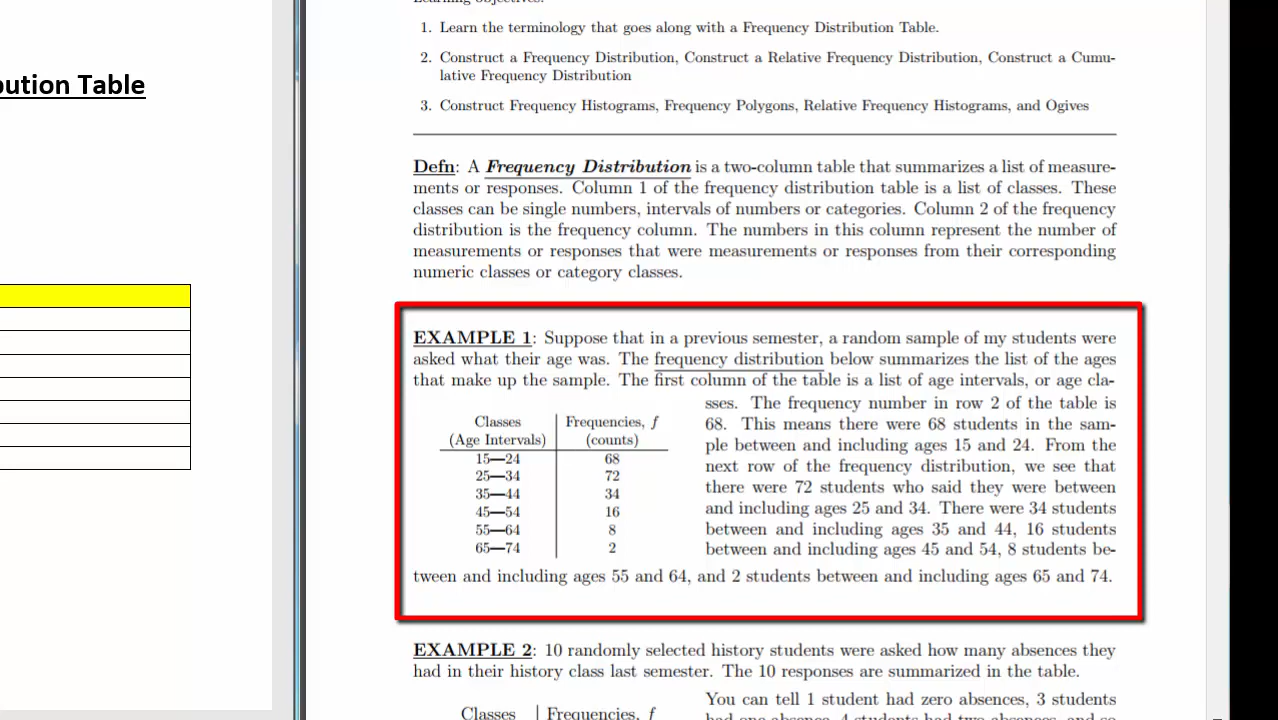 bution Table
Learning objectives:
1. Learn the terminology that goes along with a Frequency Distribution Table.
2. Construct a Frequency Distribution, Construct a Relative Frequency Distribution, Construct a Cumu-
lative Frequency Distribution
3. Construct Frequency Histograms, Frequency Polygons, Relative Frequency Histograms, and Ogives
Defn: A Frequency Distribution is a two-column table that summarizes a list of measure-
ments or responses. Column 1 of the frequency distribution table is a list of classes. These
classes can be single numbers, intervals of numbers or categories. Column 2 of the frequency
distribution is the frequency column. The numbers in this column represent the number of
measurements or responses that were measurements or responses from their corresponding
numeric classes or category classes.
EXAMPLE 1: Suppose that in a previous semester, a random sample of my students were
asked what their age was. The frequency distribution below summarizes the list of the ages
that make up the sample. The first column of the table is a list of age intervals, or age cla-
sses. The frequency number in row 2 of the table is
68. This means there were 68 students in the sam-
ple between and including ages 15 and 24. From the
next row of the frequency distribution, we see that
there were 72 students who said they were between
and including ages 25 and 34. There were 34 students
between and including ages 35 and 44, 16 students
between and including ages 45 and 54, 8 students be-
Classes Frequencies, f
(Age Intervals) (counts)
15—24 68
25—34 72
35—44 34
45—54 16
55—64 8
65—74 2
tween and including ages 55 and 64, and 2 students between and including ages 65 and 74.
EXAMPLE 2: 10 randomly selected history students were asked how many absences they
had in their history class last semester. The 10 responses are summarized in the table.
You can tell 1 student had zero absences, 3 students
had one absence, 4 students had two absences, and so
Classes Frequencies, f